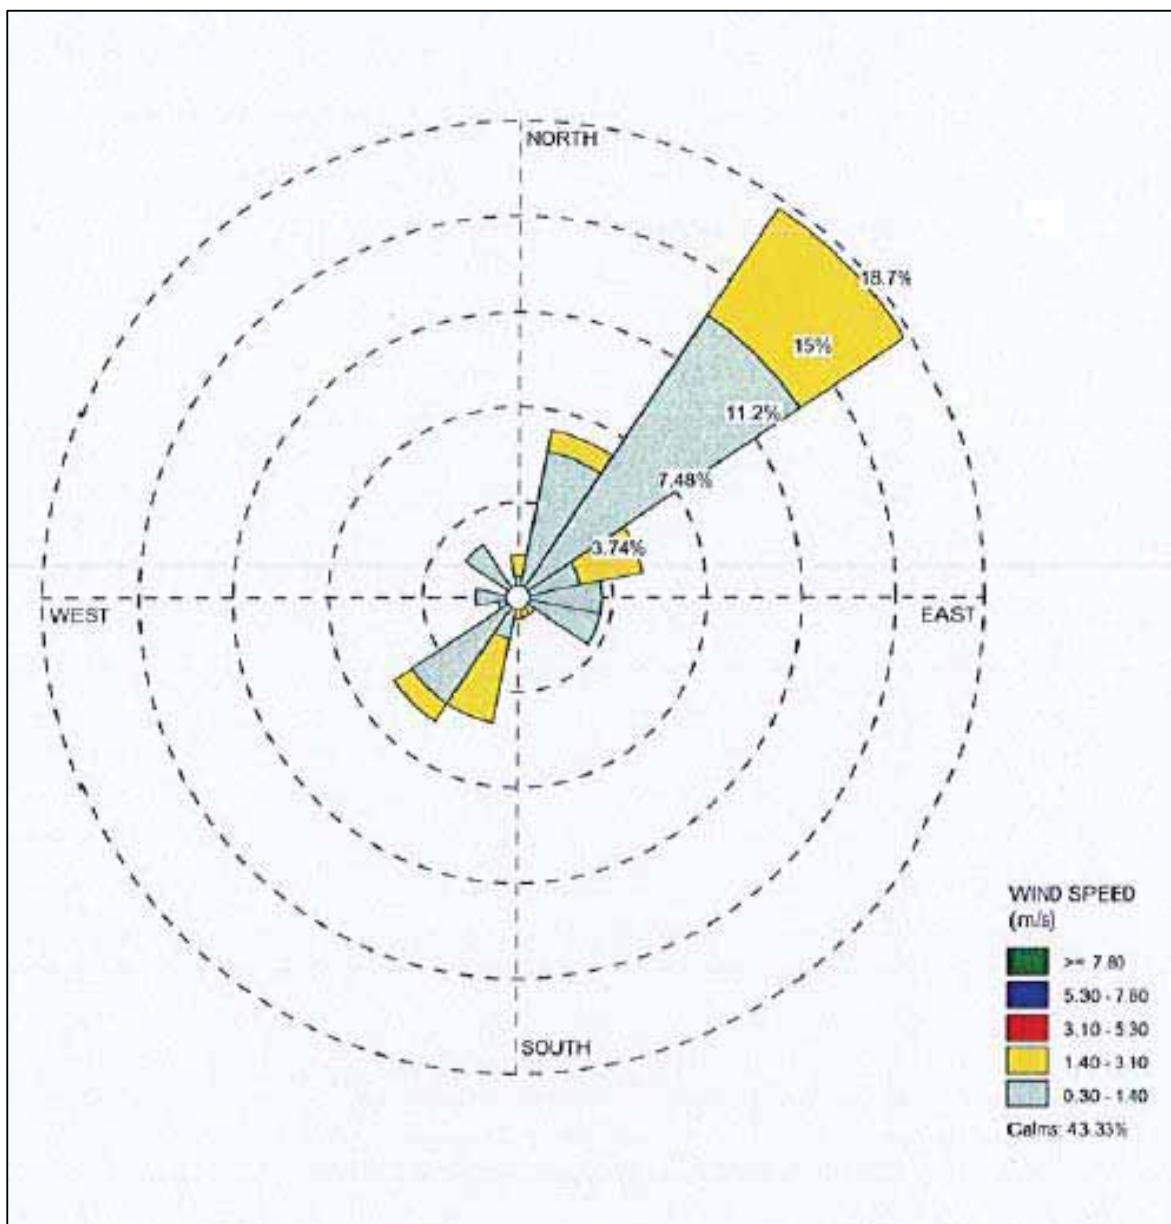 NORTH
18.7%
15%
11.2%
7.48%
3.74%
WEST
EAST
SOUTH
WIND SPEED
(m/s)
>= 7.80
5.30 - 7.80
3.10 - 5.30
1.40 - 3.10
0.30 - 1.40
Calms: 43.33%